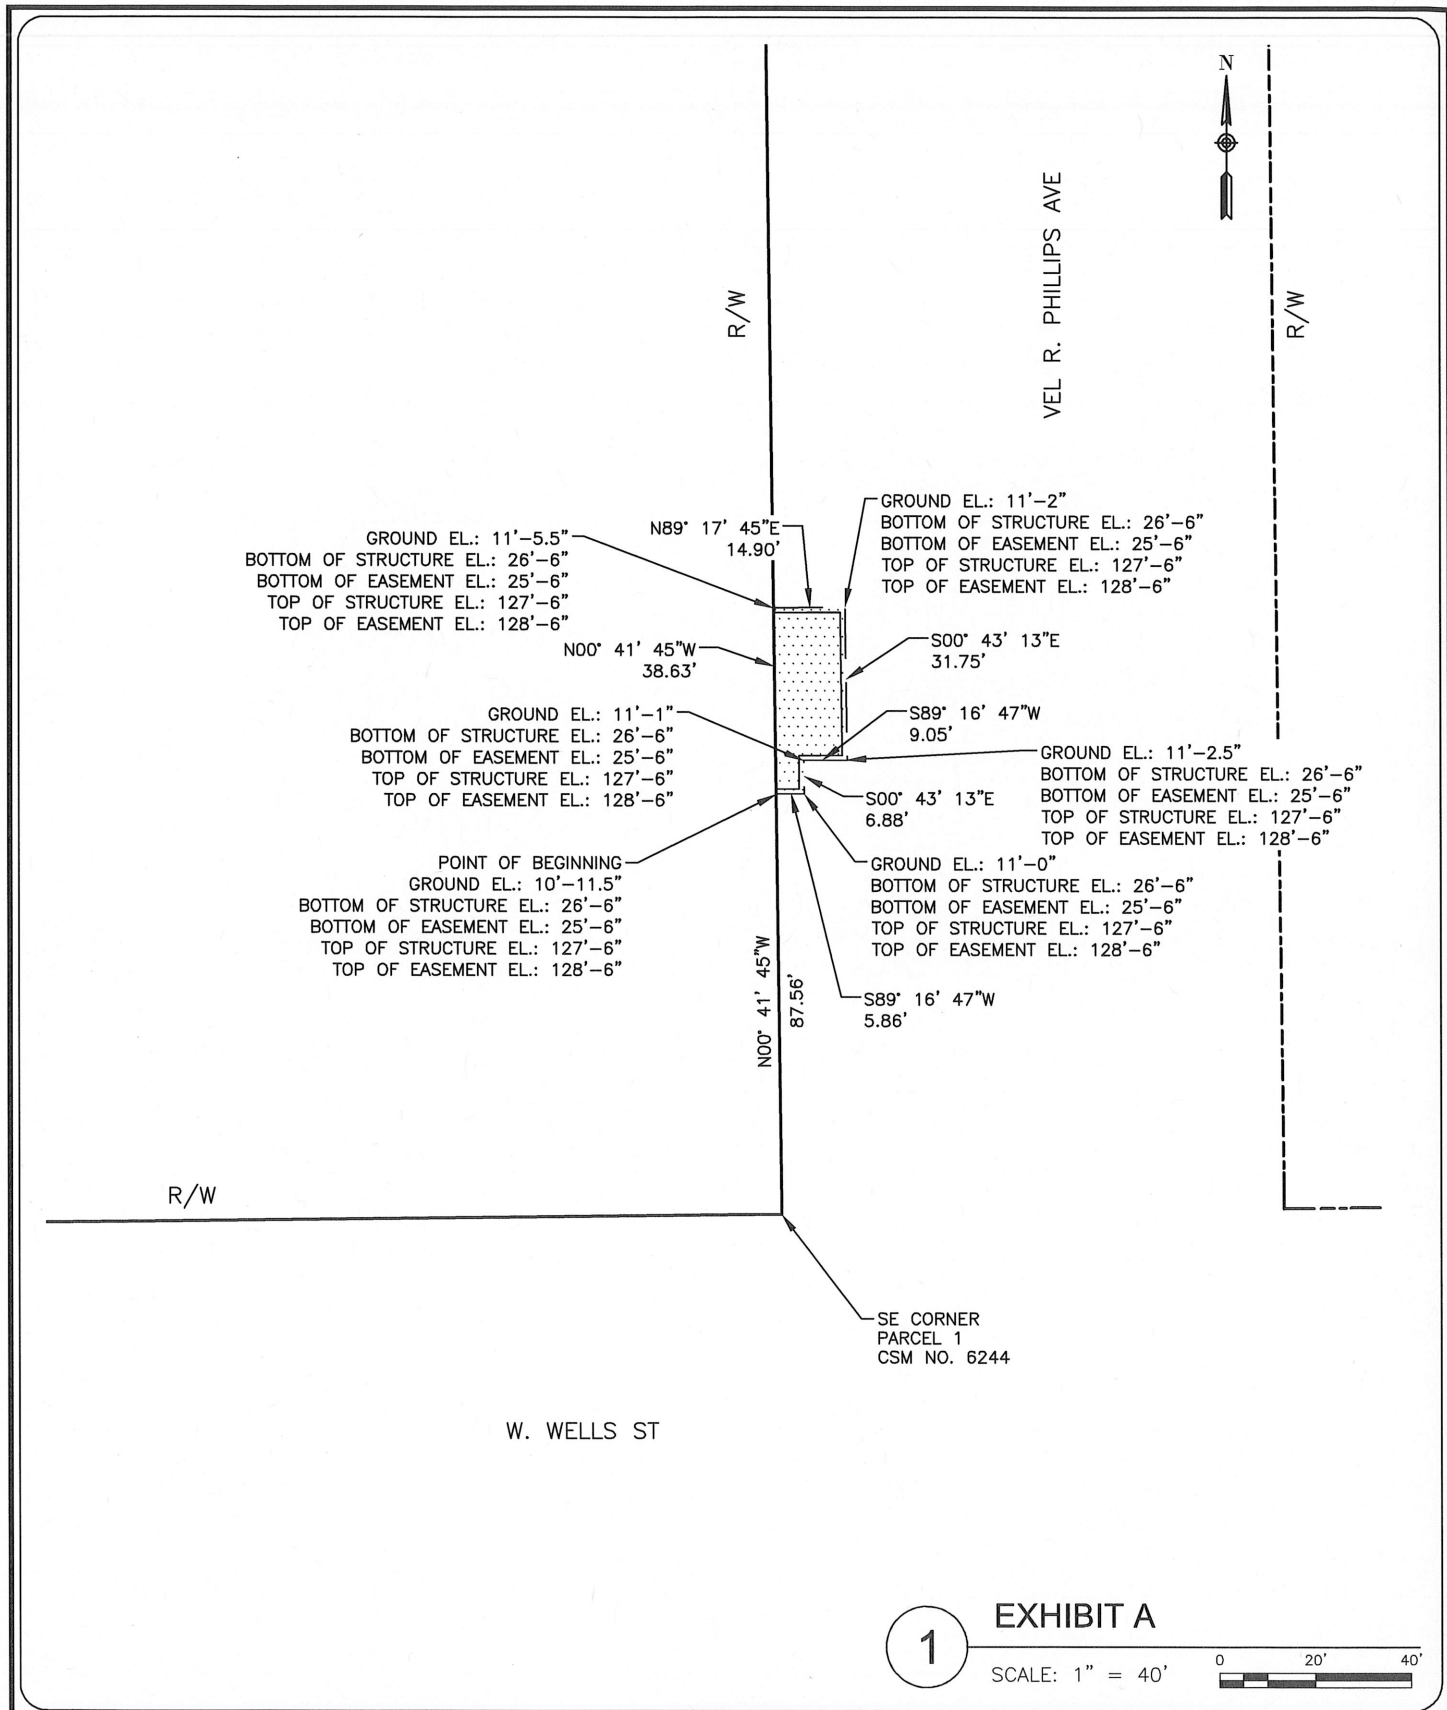 N
VEL R. PHILLIPS AVE
R/W
R/W
GROUND EL.: 11'-5.5"
BOTTOM OF STRUCTURE EL.: 26'-6"
BOTTOM OF EASEMENT EL.: 25'-6"
TOP OF STRUCTURE EL.: 127'-6"
TOP OF EASEMENT EL.: 128'-6"
N89° 17' 45"E
14.90'
GROUND EL.: 11'-2"
BOTTOM OF STRUCTURE EL.: 26'-6"
BOTTOM OF EASEMENT EL.: 25'-6"
TOP OF STRUCTURE EL.: 127'-6"
TOP OF EASEMENT EL.: 128'-6"
N00° 41' 45"W
38.63'
S00° 43' 13"E
31.75'
GROUND EL.: 11'-1"
BOTTOM OF STRUCTURE EL.: 26'-6"
BOTTOM OF EASEMENT EL.: 25'-6"
TOP OF STRUCTURE EL.: 127'-6"
TOP OF EASEMENT EL.: 128'-6"
S89° 16' 47"W
9.05'
GROUND EL.: 11'-2.5"
BOTTOM OF STRUCTURE EL.: 26'-6"
BOTTOM OF EASEMENT EL.: 25'-6"
TOP OF STRUCTURE EL.: 127'-6"
TOP OF EASEMENT EL.: 128'-6"
S00° 43' 13"E
6.88'
POINT OF BEGINNING
GROUND EL.: 10'-11.5"
BOTTOM OF STRUCTURE EL.: 26'-6"
BOTTOM OF EASEMENT EL.: 25'-6"
TOP OF STRUCTURE EL.: 127'-6"
TOP OF EASEMENT EL.: 128'-6"
GROUND EL.: 11'-0"
BOTTOM OF STRUCTURE EL.: 26'-6"
BOTTOM OF EASEMENT EL.: 25'-6"
TOP OF STRUCTURE EL.: 127'-6"
TOP OF EASEMENT EL.: 128'-6"
N00° 41' 45"W
87.56'
S89° 16' 47"W
5.86'
R/W
SE CORNER
PARCEL 1
CSM NO. 6244
W. WELLS ST
1
EXHIBIT A
SCALE: 1" = 40'
0 20' 40'